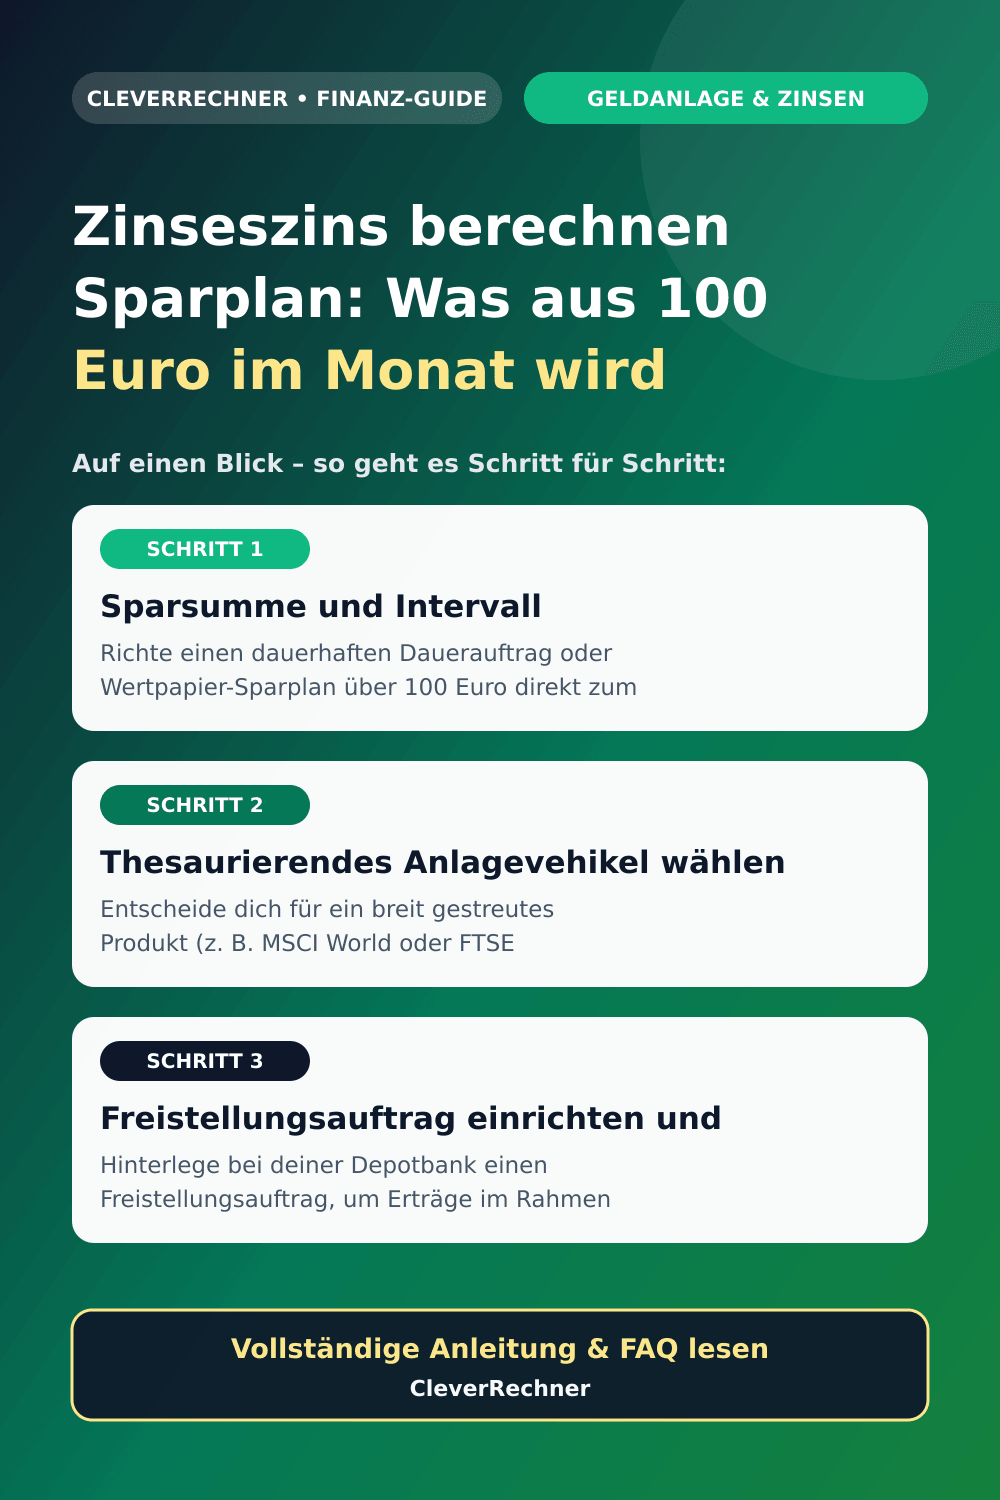 CLEVERRECHNER • FINANZ-GUIDE
GELDANLAGE & ZINSEN
Zinseszins berechnen
Sparplan: Was aus 100
Euro im Monat wird
Auf einen Blick – so geht es Schritt für Schritt:
SCHRITT 1
Sparsumme und Intervall
Richte einen dauerhaften Dauerauftrag oder
Wertpapier-Sparplan über 100 Euro direkt zum
SCHRITT 2
Thesaurierendes Anlagevehikel wählen
Entscheide dich für ein breit gestreutes
Produkt (z. B. MSCI World oder FTSE
SCHRITT 3
Freistellungsauftrag einrichten und
Hinterlege bei deiner Depotbank einen
Freistellungsauftrag, um Erträge im Rahmen
Vollständige Anleitung & FAQ lesen
CleverRechner